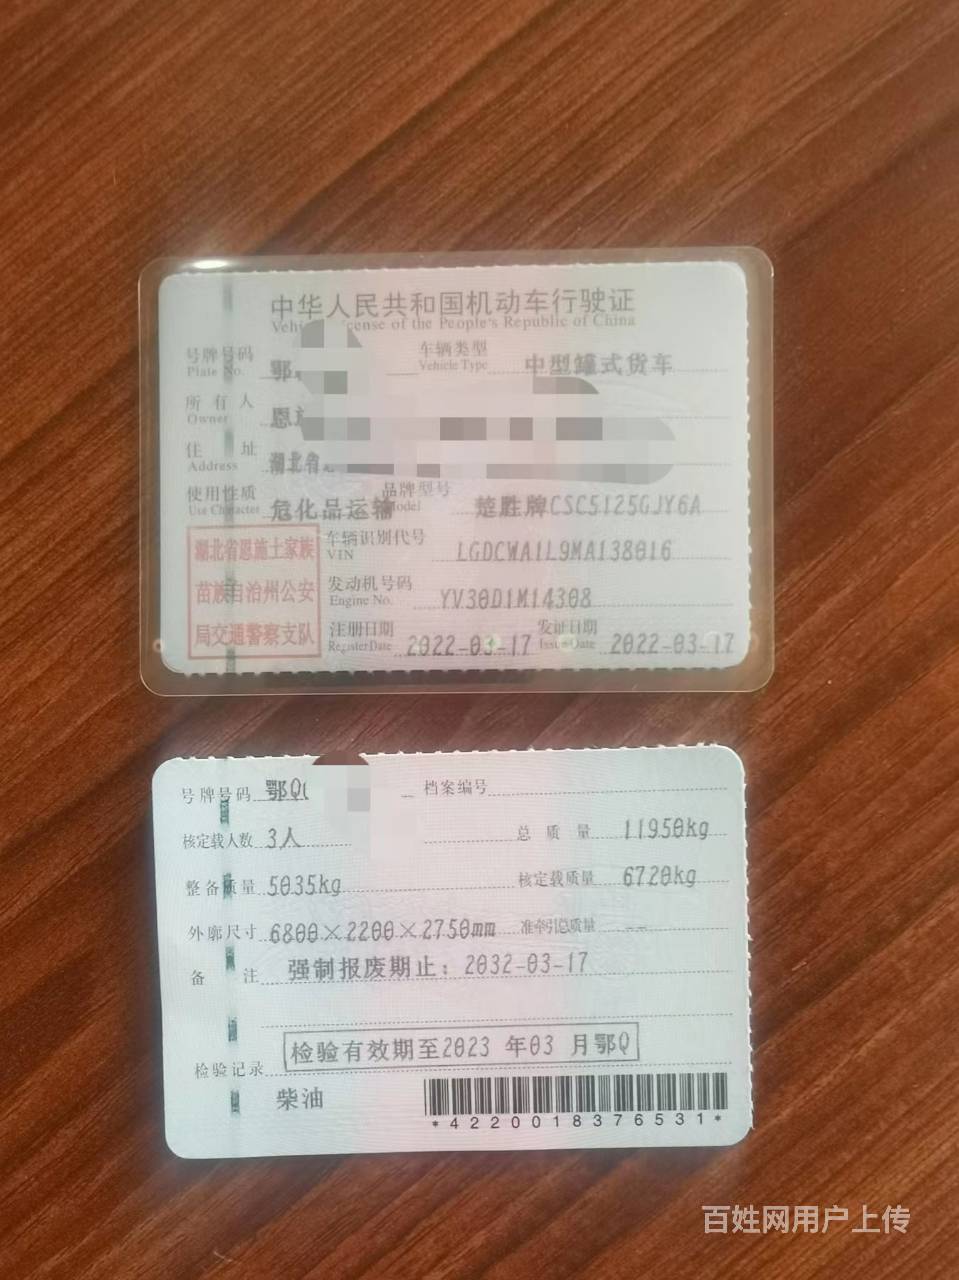 中华人民共和国机动车行驶证
Vehi icense of the People's Republic of China
号牌号码 鄂 车辆类型 中型罐式货车
Plate No. Vehicle Type
所有人 恩
Owner
住址 湖北省
Address
使用性质 危化品运输 品牌型号 楚胜牌CSC5125GJY6A
Use Character Model
湖北省恩施土家族 车辆识别代号 LGDCWA1L9MA138016
VIN
苗族自治州公安 发动机号码 YV30D1M14308
Engine No.
局交通警察支队 注册日期 2022-03-17 发证日期 2022-03-17
Register Date Issue Date
号牌号码 鄂Q 档案编号
核定载人数 3人 总质量 11950kg
整备质量 5035kg 核定载质量 6720kg
外廓尺寸 6800×2200×2750mm 准牵引总质量 --
备注 强制报废期止：2032-03-17
检验有效期至2023 年03 月鄂Q
检验记录
柴油
*4220018376531*
百姓网用户上传